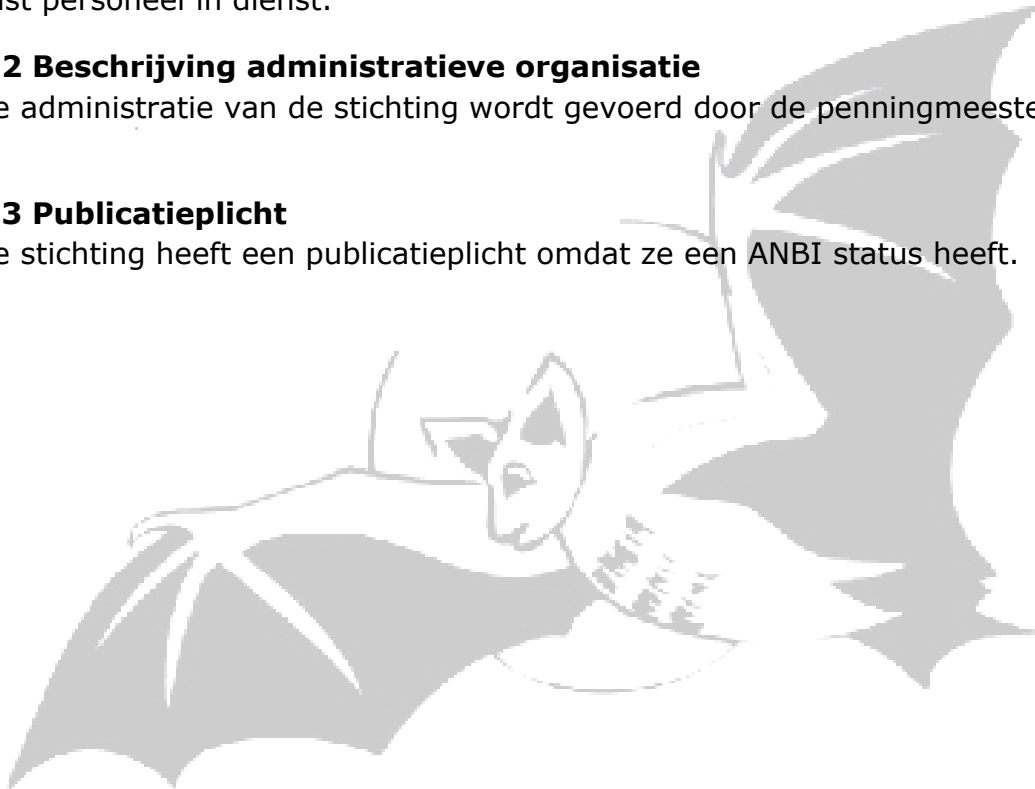 st personeel in dienst.
2 Beschrijving administratieve organisatie
e administratie van de stichting wordt gevoerd door de penningmeeste
3 Publicatieplicht
e stichting heeft een publicatieplicht omdat ze een ANBI status heeft.